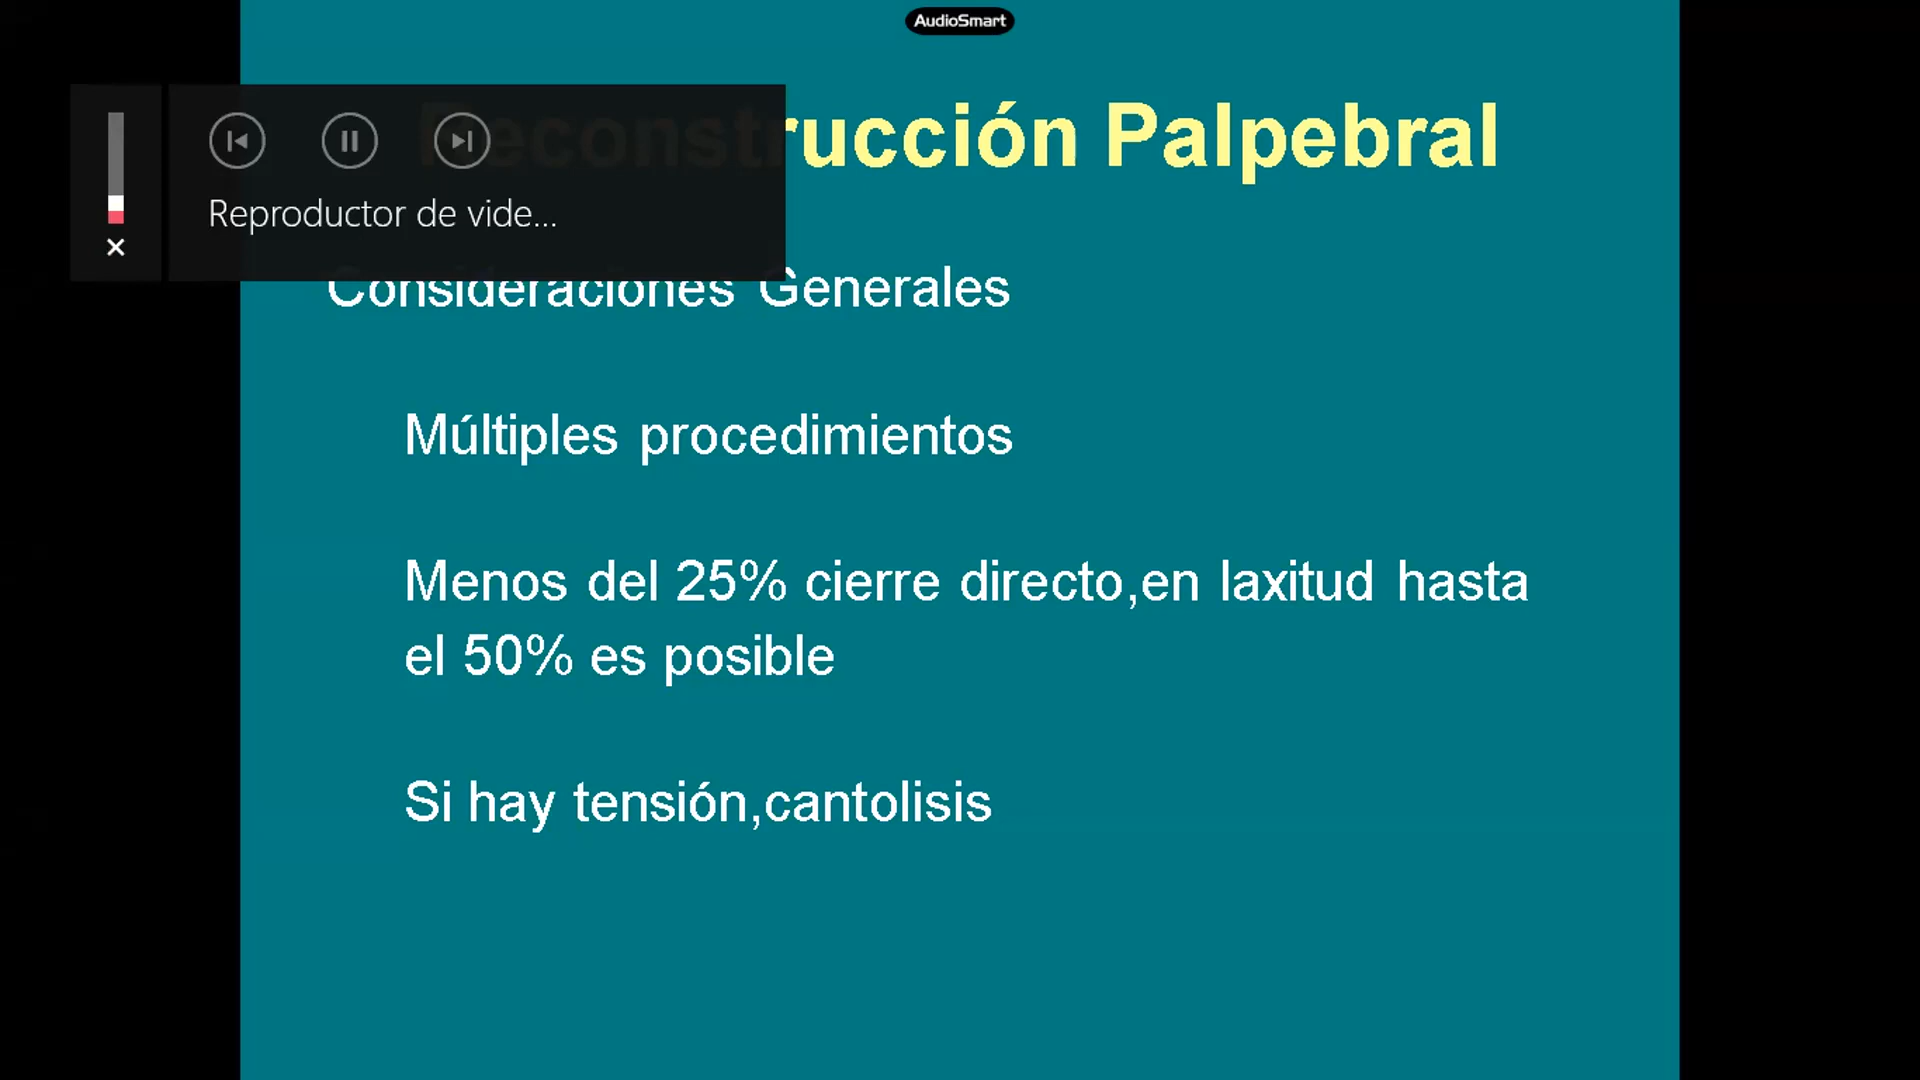 AudioSmart
Reconstrucción Palpebral
Reproductor de vide...
Consideraciones Generales
Múltiples procedimientos
Menos del 25% cierre directo,en laxitud hasta
el 50% es posible
Si hay tensión,cantolisis